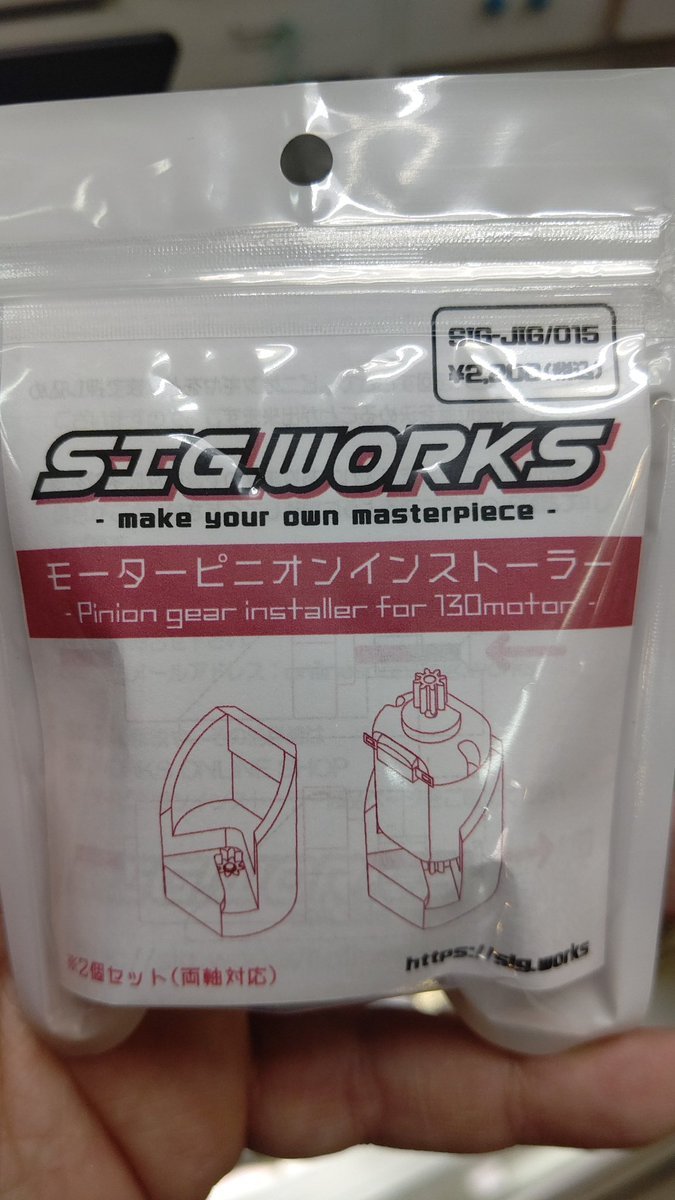 SIG-JIG/015
SIG.WORKS
- make your own masterpiece -
モーターピニオンインストーラー
- Pinion gear installer for 130motor -
※2個セット(両軸対応)
https://sig.works